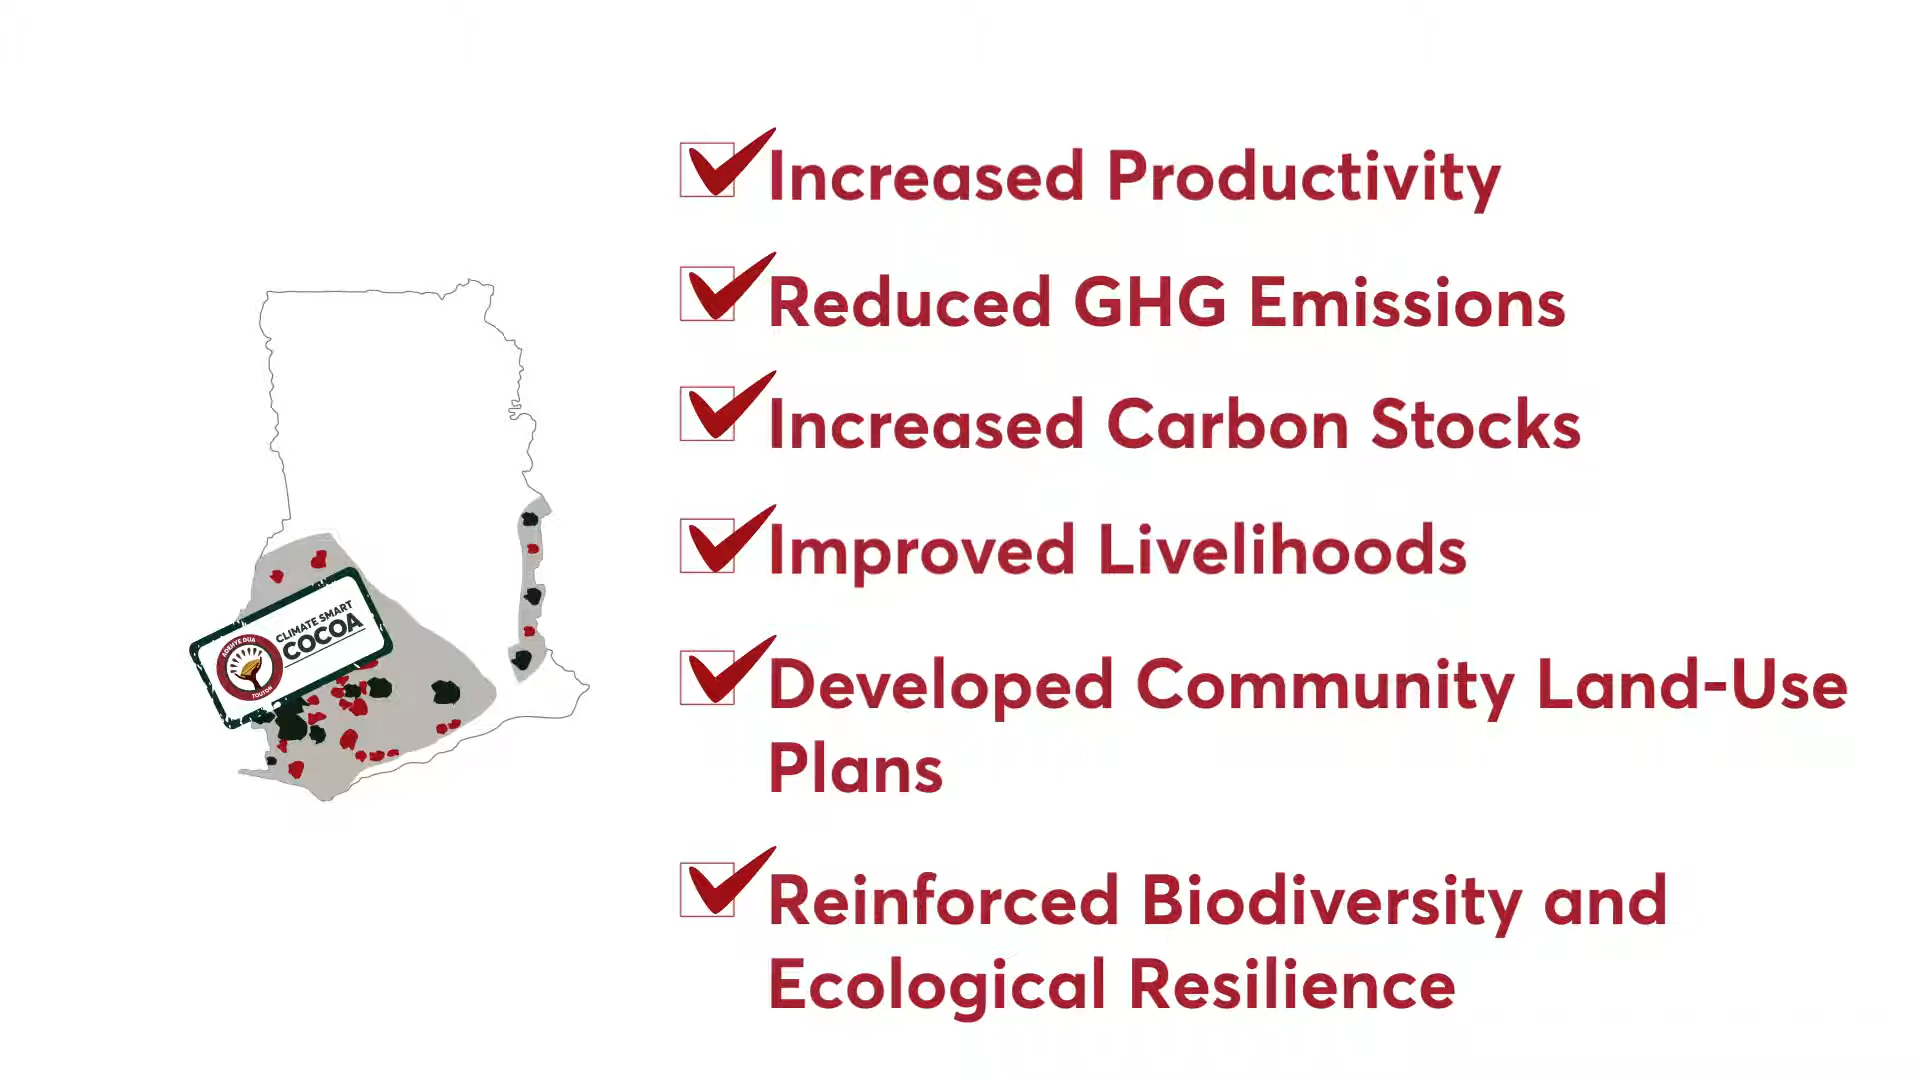 Increased Productivity
Reduced GHG Emissions
Increased Carbon Stocks
Improved Livelihoods
Developed Community Land-Use
Plans
Reinforced Biodiversity and
Ecological Resilience
CLIMATE SMART
COCOA